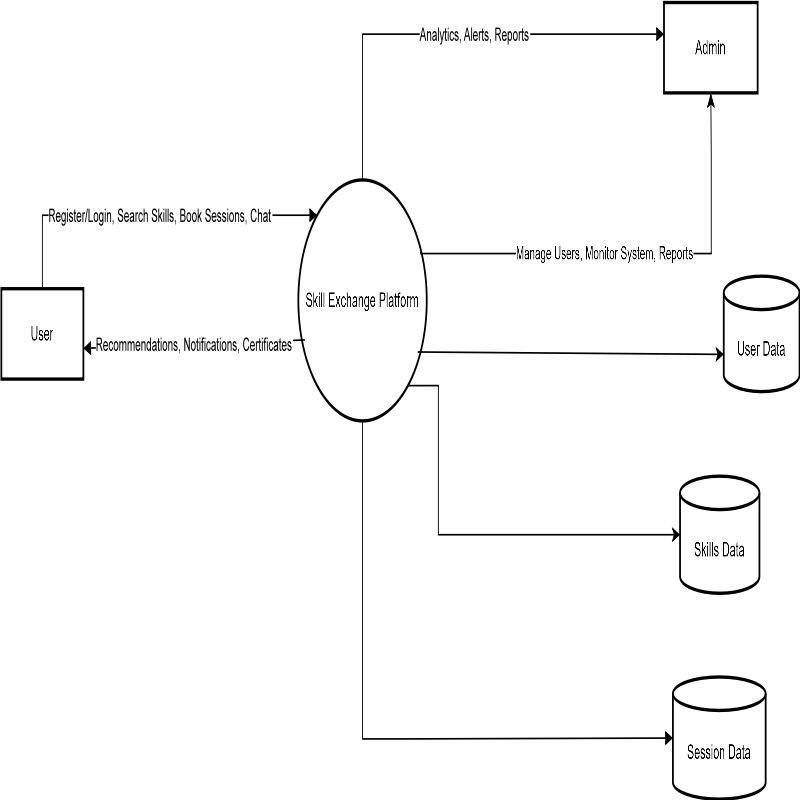 Analytics, Alerts, Reports
Admin
Register/Login, Search Skills, Book Sessions, Chat
Manage Users, Monitor System, Reports
Skill Exchange Platform
User
Recommendations, Notifications, Certificates
User Data
Skills Data
Session Data